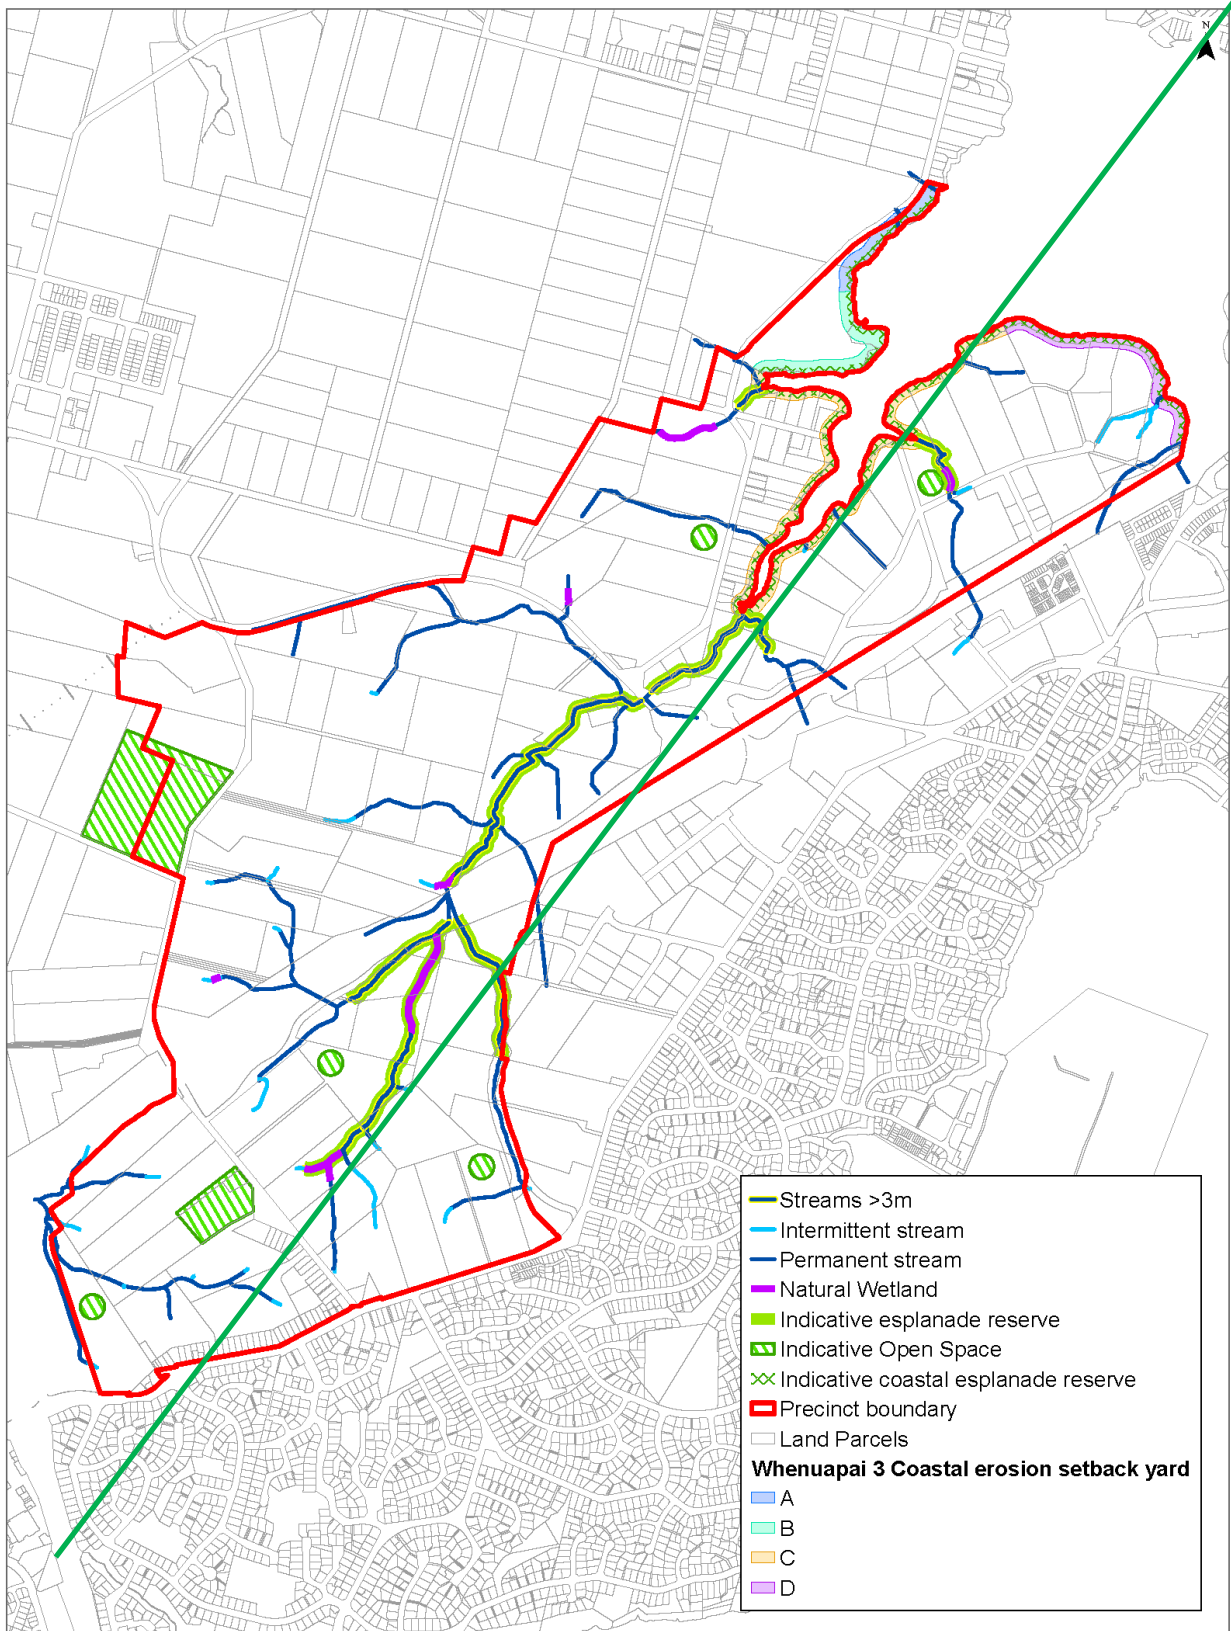 N
Streams >3m
Intermittent stream
Permanent stream
Natural Wetland
Indicative esplanade reserve
Indicative Open Space
Indicative coastal esplanade reserve
Precinct boundary
Land Parcels
Whenuapai 3 Coastal erosion setback yard
A
B
C
D